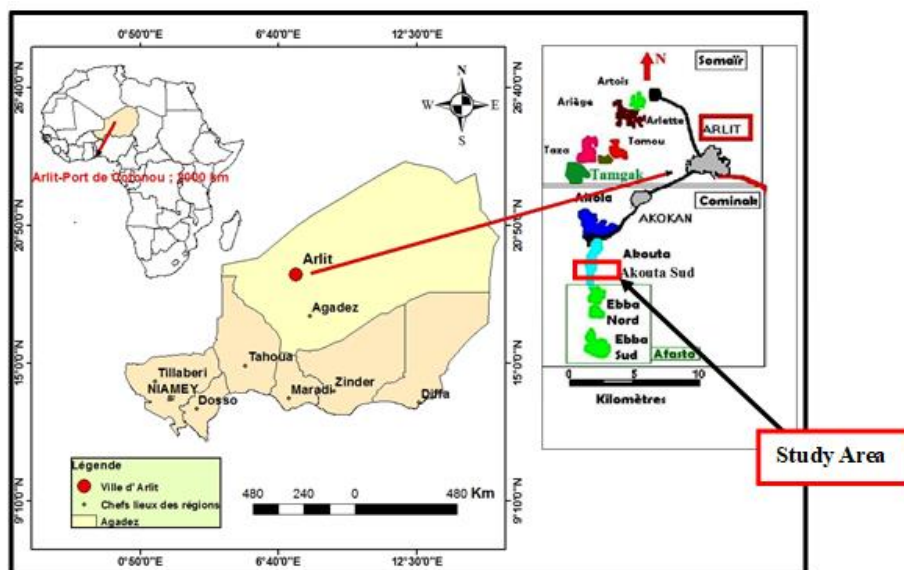 0°50'0"E 6°40'0"E 12°30'0"E
26°40'0"N
20°50'0"N
15°0'0"N
9°10'0"N
Arlit-Port de Cotonou ; 2000 km
N
W E
S
Arlit
Agadez
Tahoua
Tillaberi
NIAMEY
Dosso
Maradi
Zinder
Diffa
Légende
Ville d'Arlit
Chefs lieux des régions
Agadez
480 240 0 480 Km
0°50'0"E 6°40'0"E 12°30'0"E
26°40'0"N
20°50'0"N
15°0'0"N
9°10'0"N
N
Somaïr
Artois
Ariège
Arlette
ARLIT
Taza
Tamou
Tamgak
Cominak
AKOKAN
Akouta
Akouta Sud
Ebba
Nord
Ebba
Sud
Afasto
0 5 10
Kilomètres
Study Area